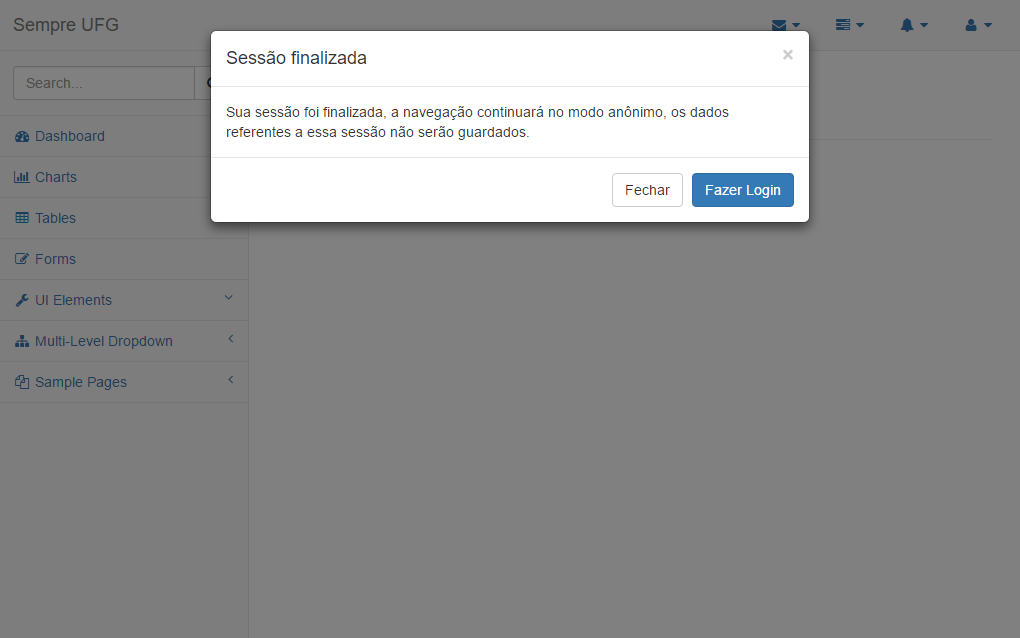 Sempre UFG
Sessão finalizada
×
Search...
Sua sessão foi finalizada, a navegação continuará no modo anônimo, os dados
referentes a essa sessão não serão guardados.
Fechar
Fazer Login
Dashboard
Charts
Tables
Forms
UI Elements
Multi-Level Dropdown
Sample Pages